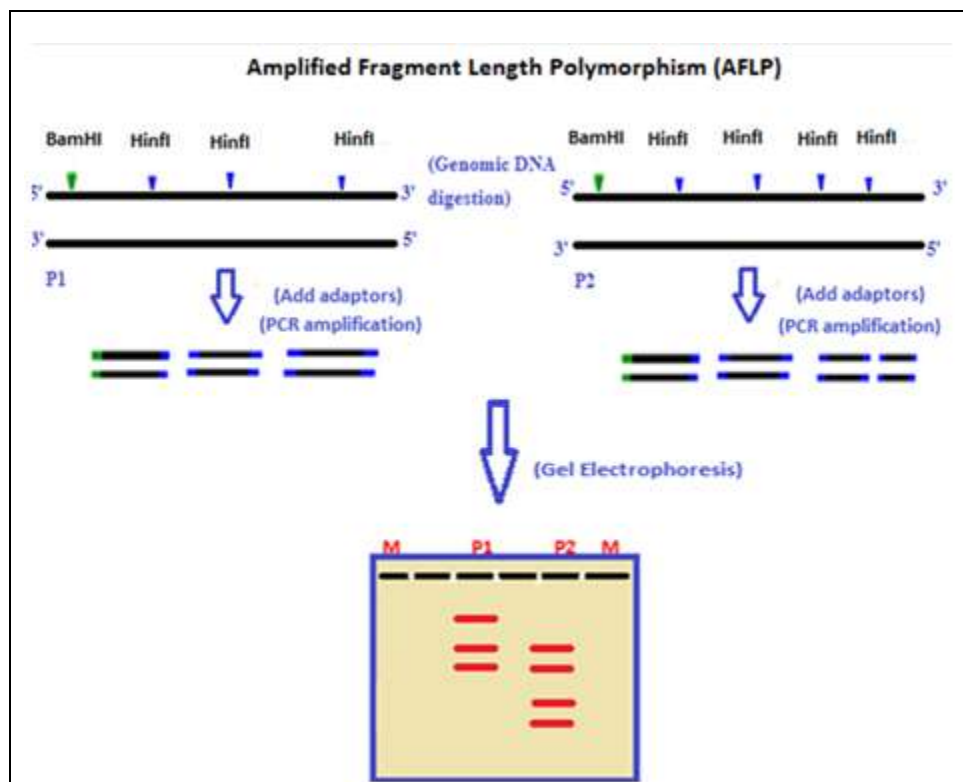 Amplified Fragment Length Polymorphism (AFLP)
BamHI HinfI HinfI HinfI
5' 3'
3' 5'
P1
(Genomic DNA
digestion)
BamHI HinfI HinfI HinfI HinfI
5' 3'
3' 5'
P2
(Add adaptors)
(PCR amplification)
(Add adaptors)
(PCR amplification)
(Gel Electrophoresis)
M P1 P2 M